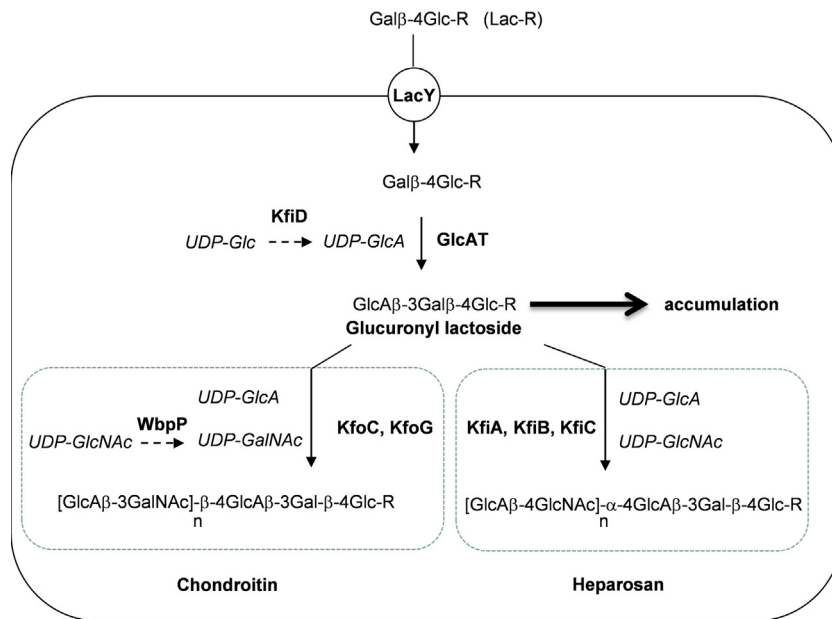 Galβ-4Glc-R (Lac-R)
LacY
Galβ-4Glc-R
KfiD
UDP-Glc UDP-GlcA GlcAT
GlcAβ-3Galβ-4Glc-R accumulation
Glucuronyl lactoside
UDP-GlcA
WbpP
UDP-GlcNAc UDP-GalNAc
KfoC, KfoG
[GlcAβ-3GalNAc]-β-4GlcAβ-3Gal-β-4Glc-R
n
UDP-GlcA
KfiA, KfiB, KfiC
UDP-GlcNAc
[GlcAβ-4GlcNAc]-α-4GlcAβ-3Gal-β-4Glc-R
n
Chondroitin
Heparosan